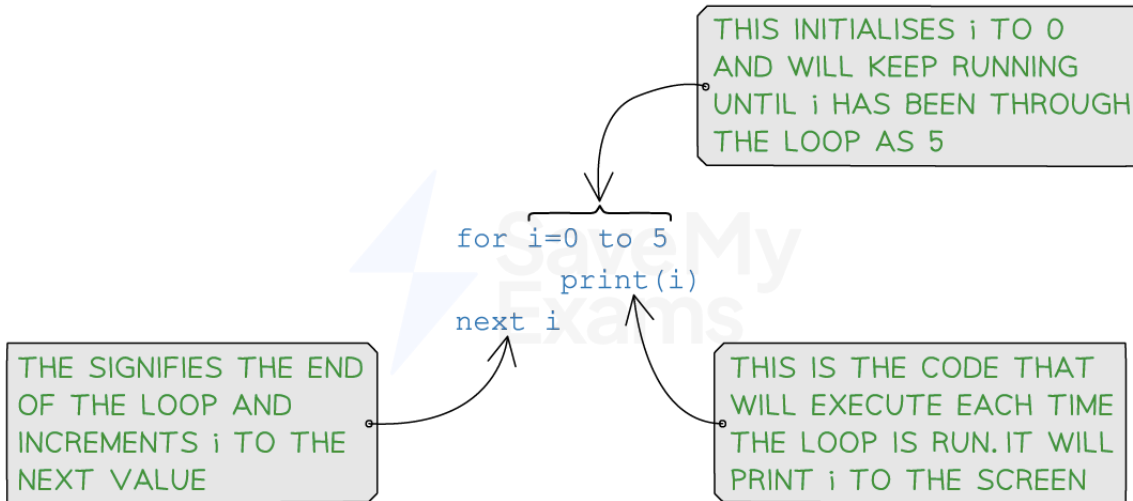 THIS INITIALISES i TO 0
AND WILL KEEP RUNNING
UNTIL i HAS BEEN THROUGH
THE LOOP AS 5
for i=0 to 5
print(i)
next i
SaveMy
Exams
THE SIGNIFIES THE END
OF THE LOOP AND
INCREMENTS i TO THE
NEXT VALUE
THIS IS THE CODE THAT
WILL EXECUTE EACH TIME
THE LOOP IS RUN. IT WILL
PRINT i TO THE SCREEN